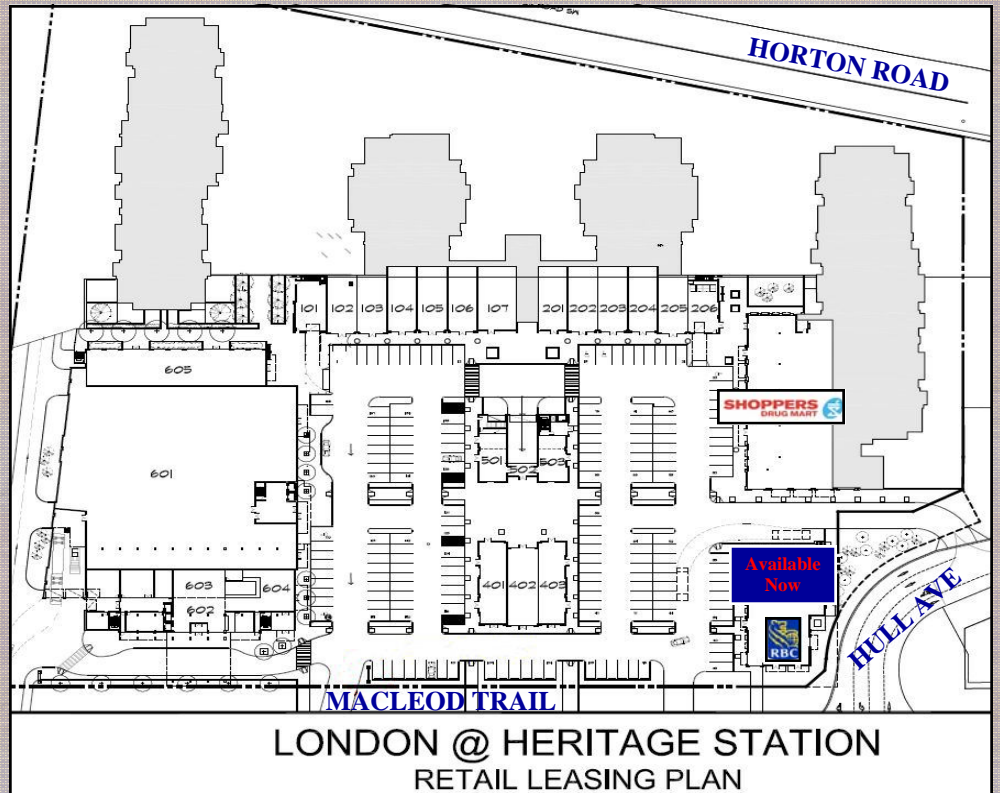 HORTON ROAD
101 102 103 104 105 106 107 201 202 203 204 205 206
605
SHOPPERS
DRUG MART
601
501 502 503
Available
Now
603
604
602
401 402 403
HULL AVE
RBC
MACLEOD TRAIL
LONDON @ HERITAGE STATION
RETAIL LEASING PLAN